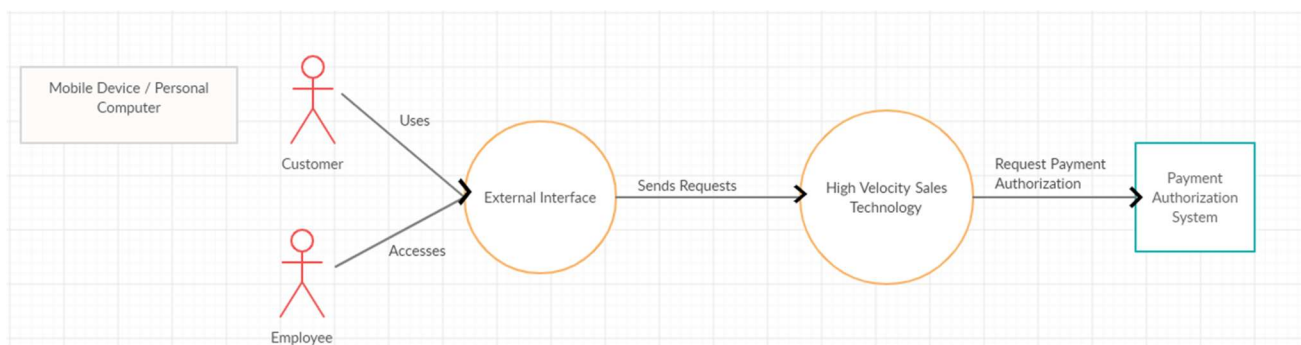 Mobile Device / Personal
Computer
Customer
Uses
Employee
Accesses
External Interface
Sends Requests
High Velocity Sales
Technology
Request Payment
Authorization
Payment
Authorization
System